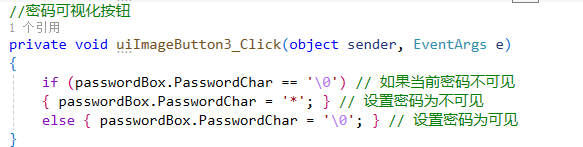 //密码可视化按钮
1 个引用
private void uiImageButton3_Click(object sender, EventArgs e)
{
if (passwordBox.PasswordChar == '\0') // 如果当前密码不可见
{ passwordBox.PasswordChar = '*'; } // 设置密码为不可见
else { passwordBox.PasswordChar = '\0'; } // 设置密码为可见
}